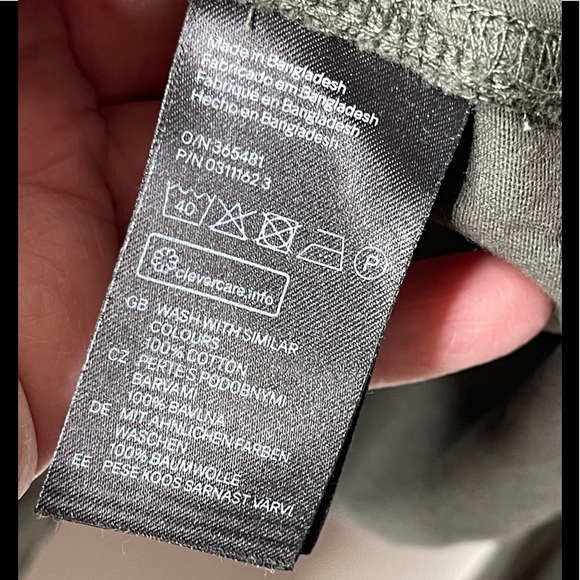 Made in Bangladesh
Fabricado em Bangladesh
Fabriqué en Bangladesh
Hecho en Bangladesh
O/N 365481
P/N 0311162 3
40 P
clevercare.info
GB WASH WITH SIMILAR
COLOURS
100% COTTON
CZ PERTE S PODOBNÝMI
BARVAMI
100% BAVLNA
DE MIT ÄHNLICHEN FARBEN
WASCHEN
100% BAUMWOLLE
EE PESE KOOS SARNAST VÄRVI